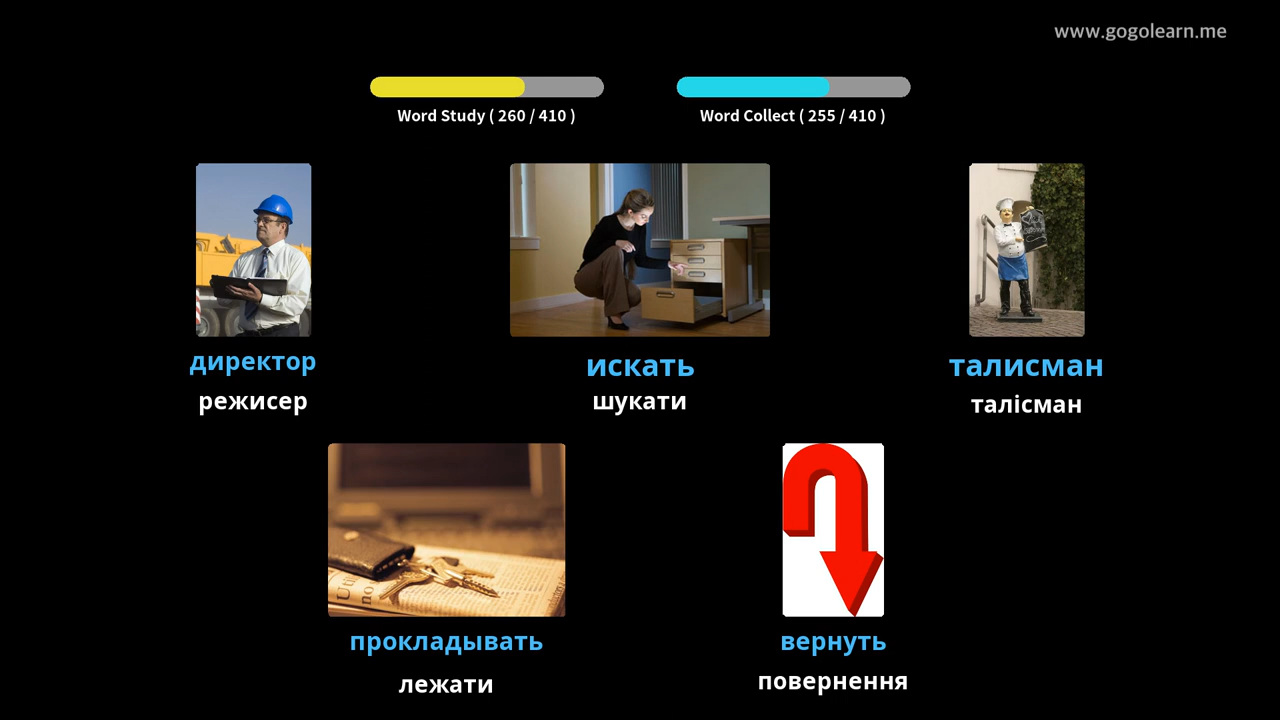 www.gogolearn.me
Word Study ( 260 / 410 )
Word Collect ( 255 / 410 )
директор
режисер
искать
шукати
талисман
талісман
прокладывать
лежати
вернуть
повернення